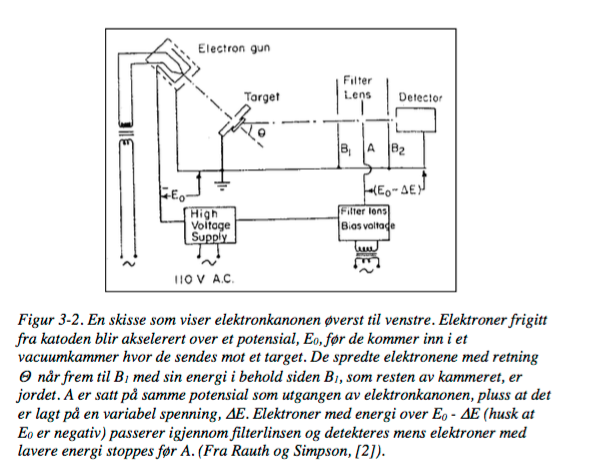 Electron gun
Target
Θ
Filter
Lens
Detector
B1 A B2
-E0
(E0-ΔE)
High
Voltage
Supply
Filter lens
Bias voltage
110 V A.C.
Figur 3-2. En skisse som viser elektronkanonen øverst til venstre. Elektroner frigitt
fra katoden blir akselerert over et potensial, E0, før de kommer inn i et
vacuumkammer hvor de sendes mot et target. De spredte elektronene med retning
Θ når frem til B1 med sin energi i behold siden B1, som resten av kammeret, er
jordet. A er satt på samme potensial som utgangen av elektronkanonen, pluss at det
er lagt på en variabel spenning, ΔE. Elektroner med energi over E0 - ΔE (husk at
E0 er negativ) passerer igjennom filterlinsen og detekteres mens elektroner med
lavere energi stoppes før A. (Fra Rauth og Simpson, [2]).